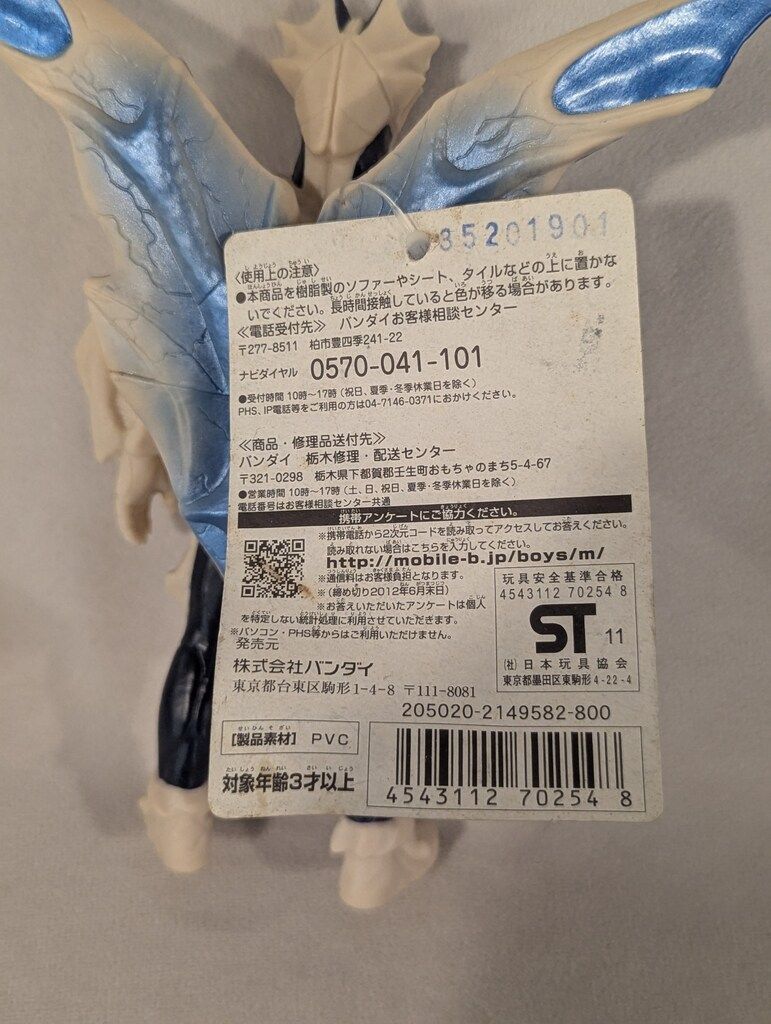 85201901
〈使用上の注意〉
●本商品を樹脂製のソファーやシート、タイルなどの上に置かな
いでください。長時間接触していると色が移る場合があります。
≪電話受付先≫ バンダイお客様相談センター
〒277-8511 柏市豊四季241-22
ナビダイヤル 0570-041-101
●受付時間 10時～17時（祝日、夏季・冬季休業日を除く）
PHS、IP電話等をご利用の方は04-7146-0371におかけください。
≪商品・修理品送付先≫
バンダイ 栃木修理・配送センター
〒321-0298 栃木県下都賀郡壬生町おもちゃのまち5-4-67
●営業時間 10時～17時（土、日、祝日、夏季・冬季休業日を除く）
電話番号はお客様相談センター共通
携帯アンケートにご協力ください。
※携帯電話から2次元コードを読み取ってアクセスしてお答えください。
読み取れない場合はこちらを入力してください。
http://mobile-b.jp/boys/m/
※通信料はお客様負担となります。
※（締め切り2012年6月末日）
※お答えいただいたアンケートは個人
を特定しない統計処理に利用させていただきます。
※パソコン・PHS等からはご利用いただけません。
発売元
株式会社バンダイ
東京都台東区駒形1-4-8 〒111-8081
玩具安全基準合格
4543112 70254 8
ST 11
(社)日本玩具協会
東京都墨田区東駒形4-22-4
205020-2149582-800
[製品素材] PVC
対象年齢3才以上
4543112 70254 8